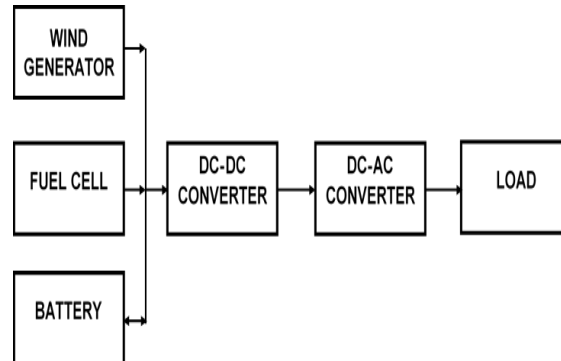 WIND
GENERATOR
FUEL CELL
DC-DC
CONVERTER
DC-AC
CONVERTER
LOAD
BATTERY